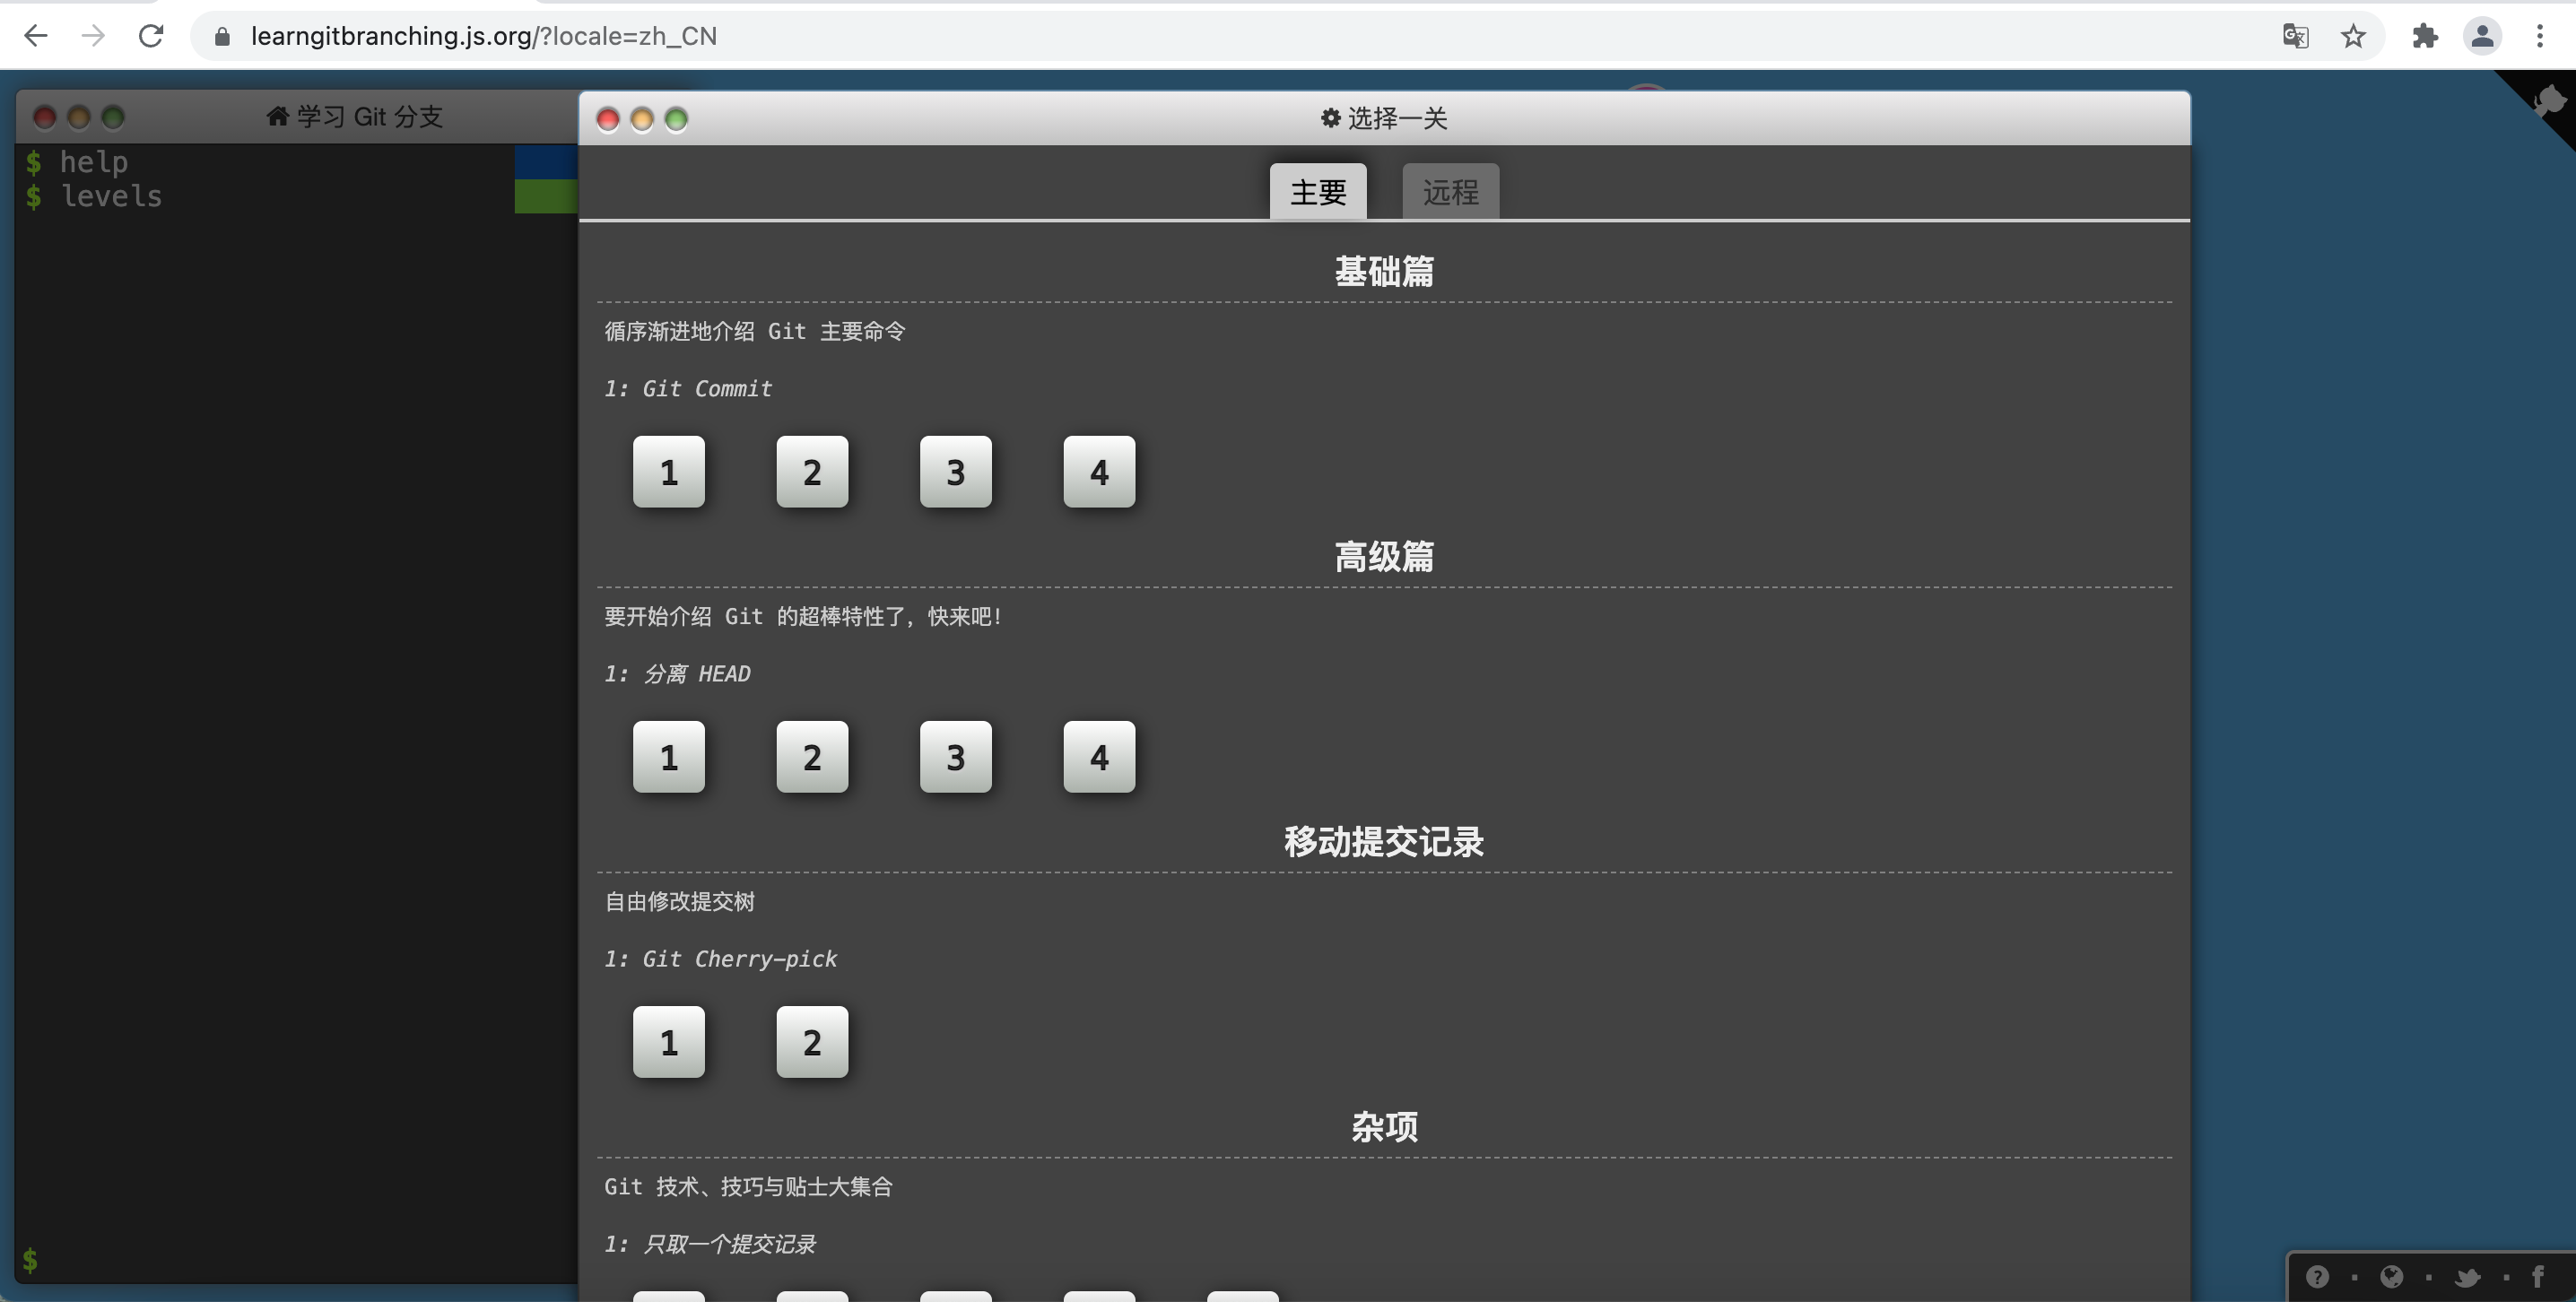 learngitbranching.js.org/?locale=zh_CN
学习 Git 分支
$ help
$ levels
$
选择一关
主要 远程
基础篇
循序渐进地介绍 Git 主要命令
1: Git Commit
1 2 3 4
高级篇
要开始介绍 Git 的超棒特性了，快来吧！
1: 分离 HEAD
1 2 3 4
移动提交记录
自由修改提交树
1: Git Cherry-pick
1 2
杂项
Git 技术、技巧与贴士大集合
1: 只取一个提交记录